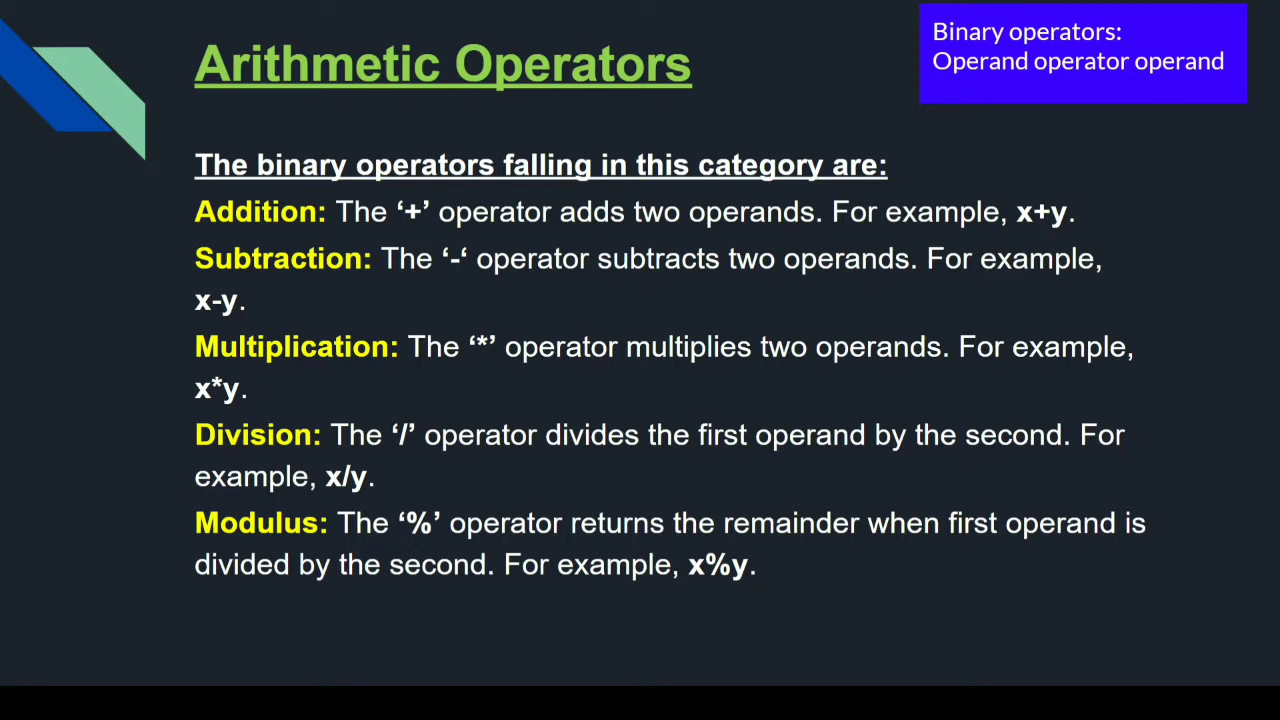 Arithmetic Operators
Binary operators:
Operand operator operand
The binary operators falling in this category are:
Addition: The ‘+’ operator adds two operands. For example, x+y.
Subtraction: The ‘-‘ operator subtracts two operands. For example,
x-y.
Multiplication: The ‘*’ operator multiplies two operands. For example,
x*y.
Division: The ‘/’ operator divides the first operand by the second. For
example, x/y.
Modulus: The ‘%’ operator returns the remainder when first operand is
divided by the second. For example, x%y.